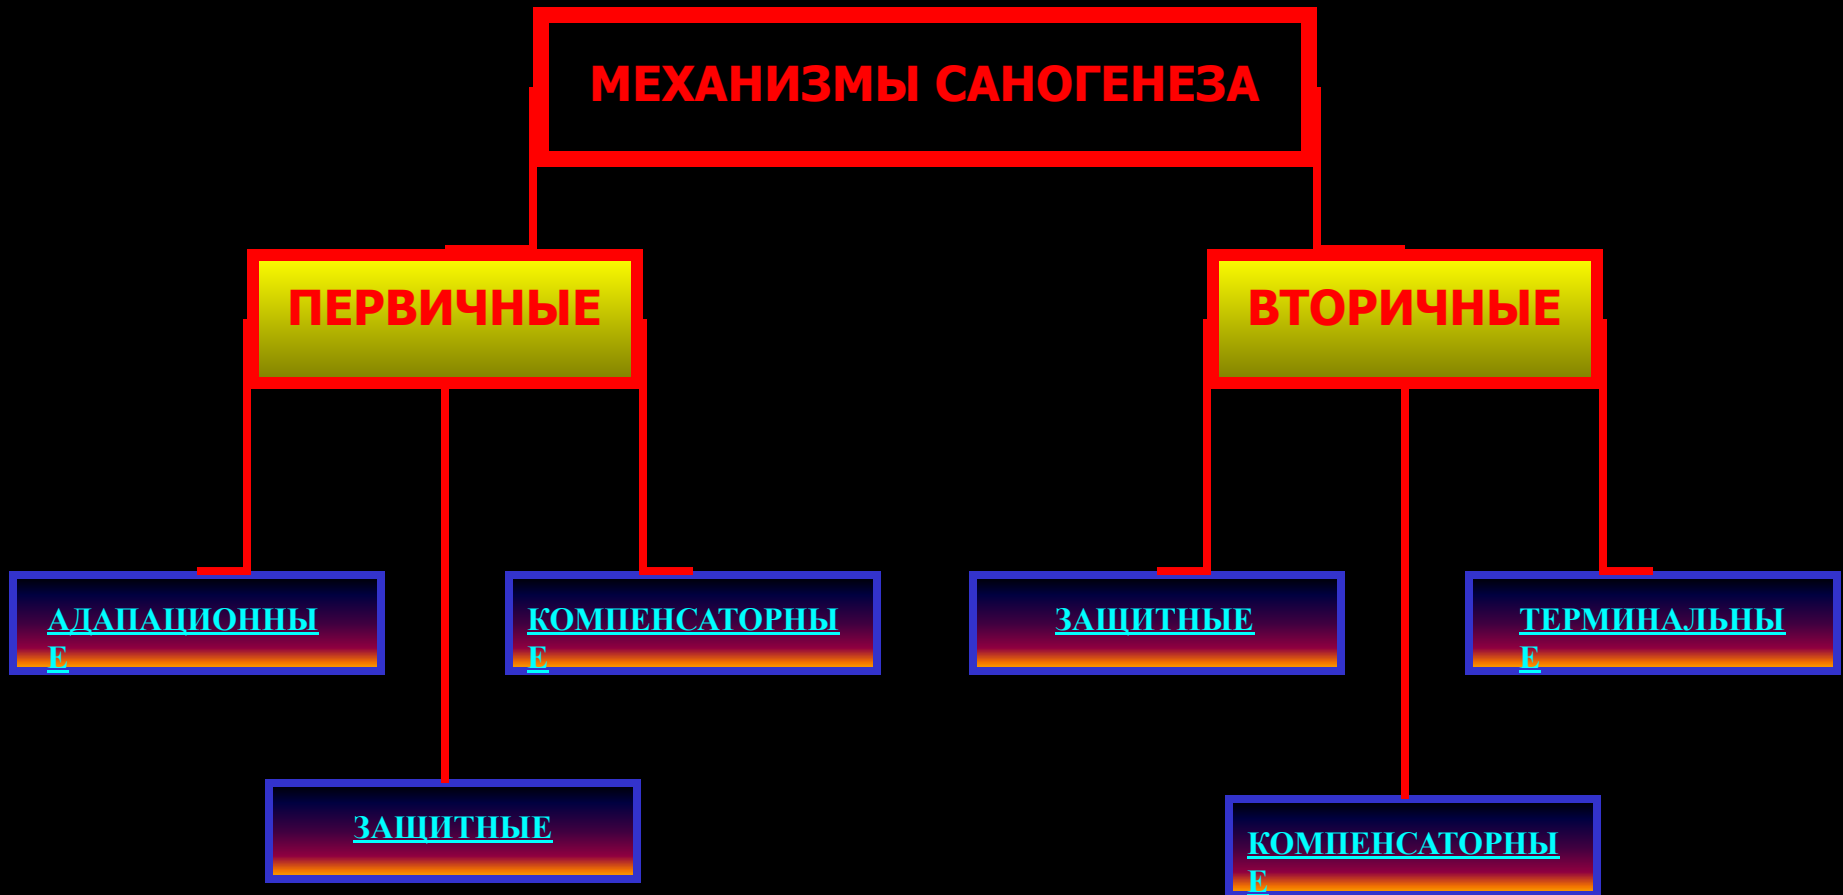 МЕХАНИЗМЫ САНОГЕНЕЗА
ПЕРВИЧНЫЕ
ВТОРИЧНЫЕ
АДАПАЦИОННЫ
Е
КОМПЕНСАТОРНЫ
Е
ЗАЩИТНЫЕ
ТЕРМИНАЛЬНЫ
Е
ЗАЩИТНЫЕ
КОМПЕНСАТОРНЫ
Е